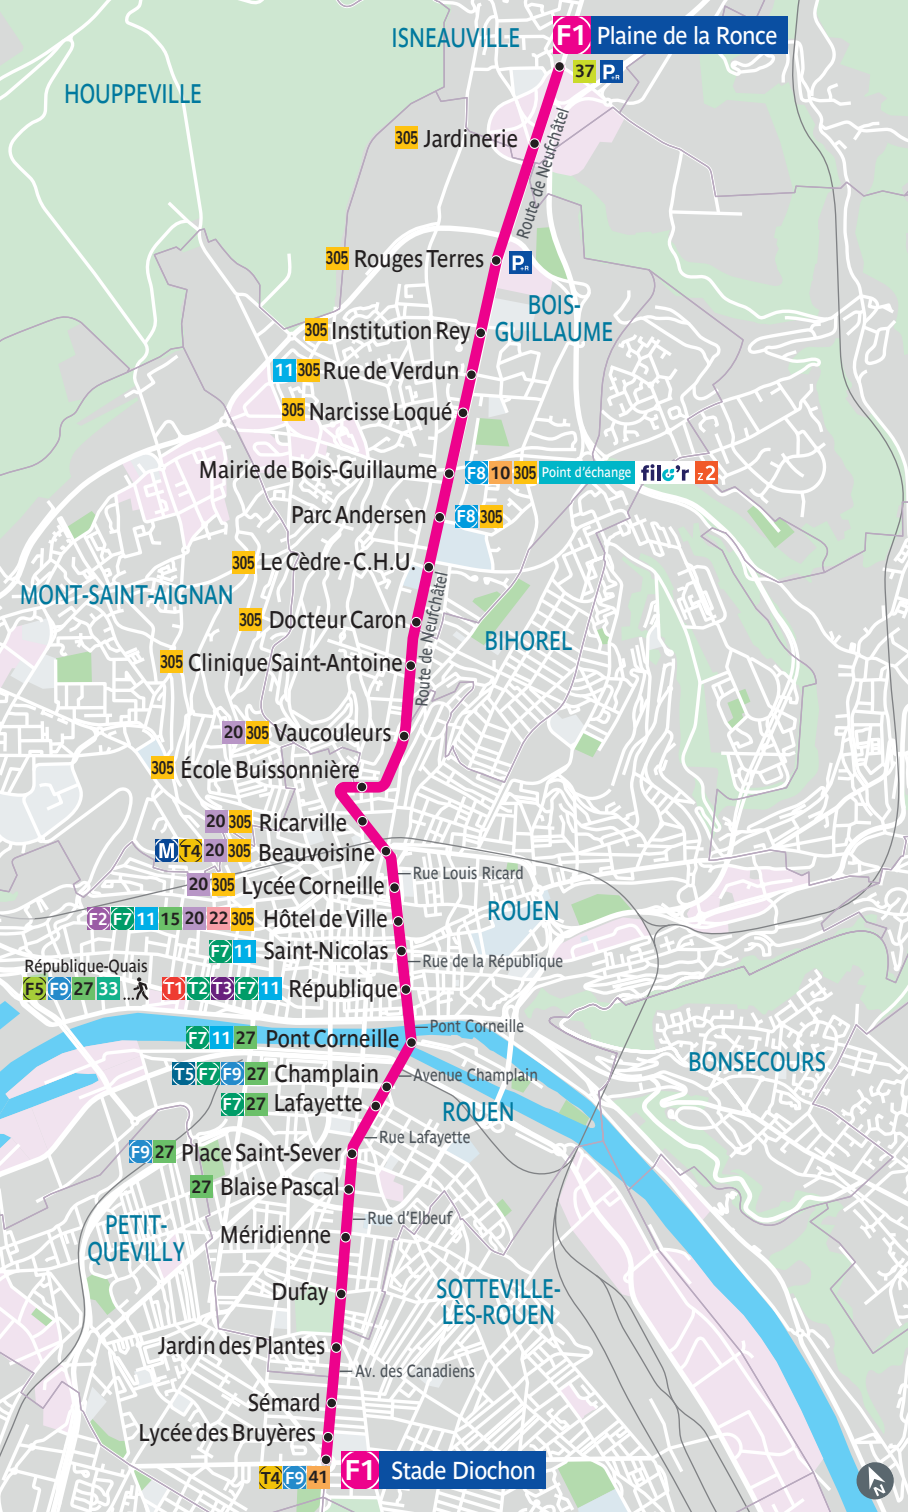 ISNEAUVILLE
F1 Plaine de la Ronce
37 P+R
HOUPPEVILLE
305 Jardinerie
Route de Neufchâtel
305 Rouges Terres P+R
BOIS-
GUILLAUME
305 Institution Rey
11 305 Rue de Verdun
305 Narcisse Loqué
Mairie de Bois-Guillaume F8 10 305 Point d'échange filo'r z2
Parc Andersen F8 305
305 Le Cèdre - C.H.U.
MONT-SAINT-AIGNAN
305 Docteur Caron
Route de Neufchâtel
BIHOREL
305 Clinique Saint-Antoine
20 305 Vaucouleurs
305 École Buissonnière
20 305 Ricarville
M T4 20 305 Beauvoisine
Rue Louis Ricard
20 305 Lycée Corneille
ROUEN
F2 F7 11 15 20 22 305 Hôtel de Ville
F7 11 Saint-Nicolas
Rue de la République
République-Quais
F5 F9 27 33 ... T1 T2 T3 F7 11 République
Pont Corneille
F7 11 27 Pont Corneille
BONSECOURS
T5 F7 F9 27 Champlain
Avenue Champlain
F7 27 Lafayette
ROUEN
Rue Lafayette
F9 27 Place Saint-Sever
27 Blaise Pascal
Rue d'Elbeuf
PETIT-
QUEVILLY
Méridienne
Dufay
SOTTEVILLE-
LÈS-ROUEN
Jardin des Plantes
Av. des Canadiens
Sémard
Lycée des Bruyères
T4 F9 41 F1 Stade Diochon
N